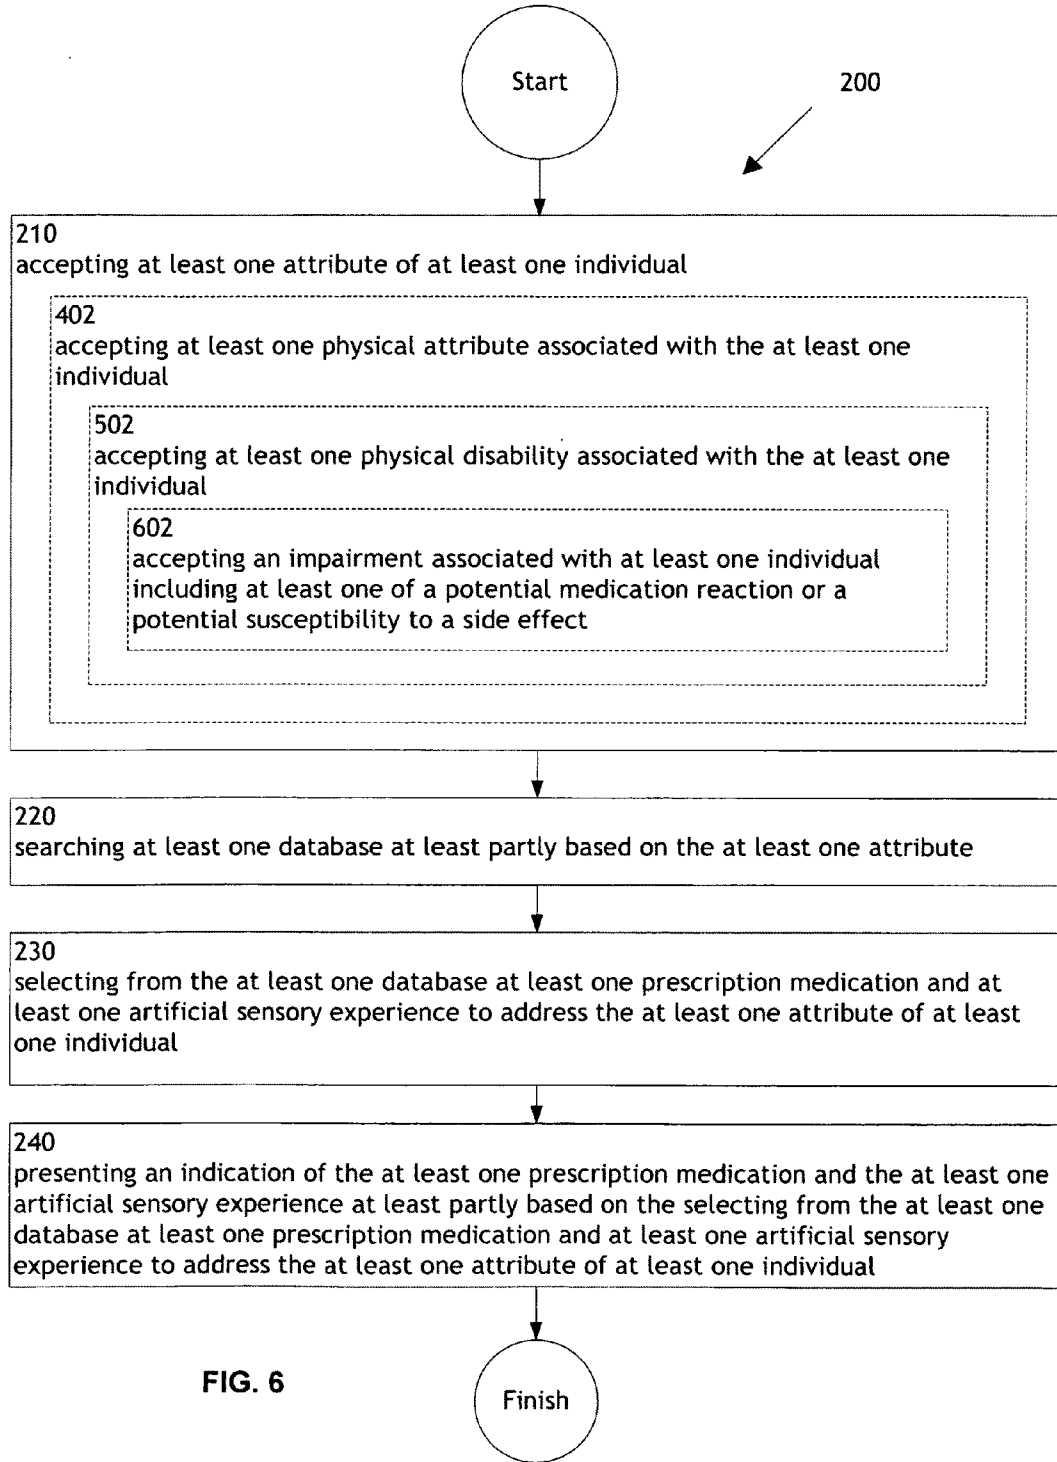 Start
200
210
accepting at least one attribute of at least one individual
402
accepting at least one physical attribute associated with the at least one
individual
502
accepting at least one physical disability associated with the at least one
individual
602
accepting an impairment associated with at least one individual
including at least one of a potential medication reaction or a
potential susceptibility to a side effect
220
searching at least one database at least partly based on the at least one attribute
230
selecting from the at least one database at least one prescription medication and at
least one artificial sensory experience to address the at least one attribute of at least
one individual
240
presenting an indication of the at least one prescription medication and the at least one
artificial sensory experience at least partly based on the selecting from the at least one
database at least one prescription medication and at least one artificial sensory
experience to address the at least one attribute of at least one individual
FIG. 6
Finish